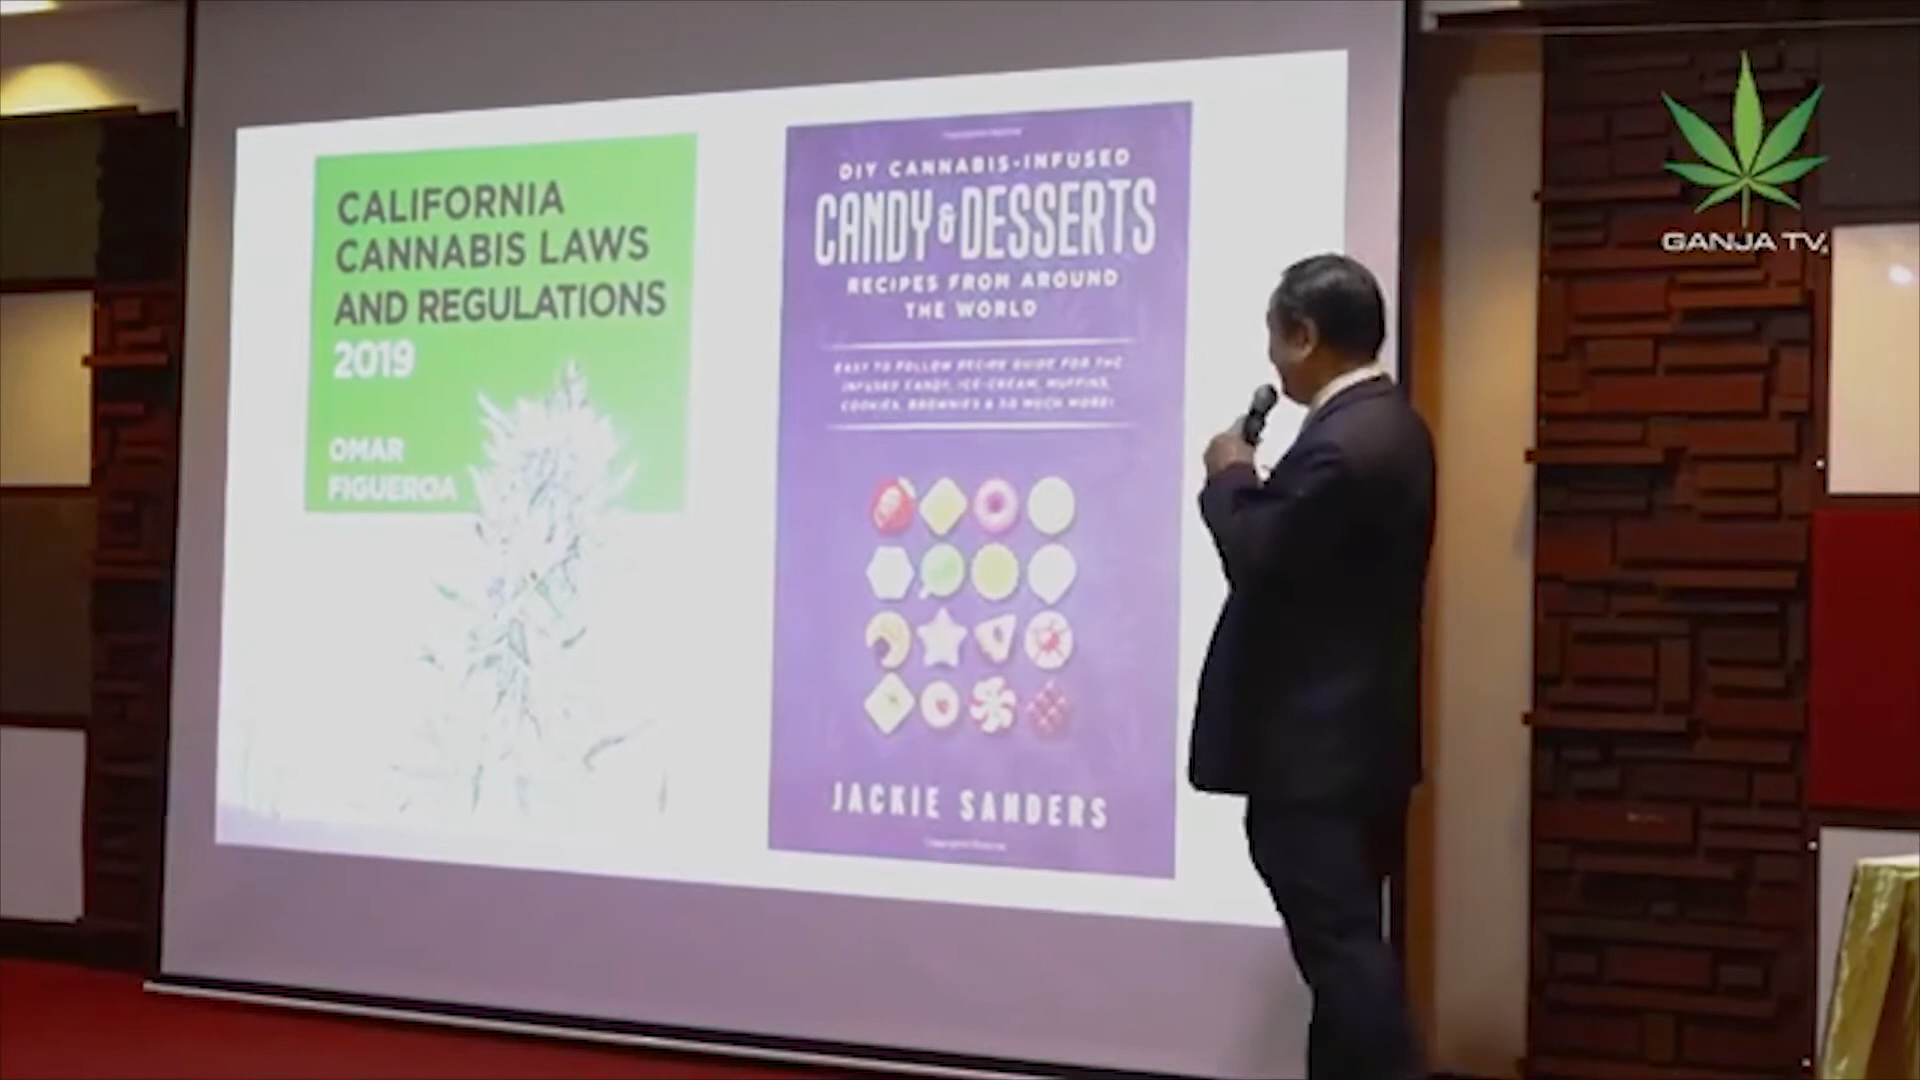 CALIFORNIA
CANNABIS LAWS
AND REGULATIONS
2019
OMAR
FIGUEROA
DIY CANNABIS-INFUSED
CANDY & DESSERTS
RECIPES FROM AROUND
THE WORLD
EASY TO FOLLOW RECIPE GUIDE FOR THC
INFUSED CANDY, ICE-CREAM, MUFFINS,
COOKIES, BROWNIES & SO MUCH MORE!
JACKIE SANDERS
GANJA TV